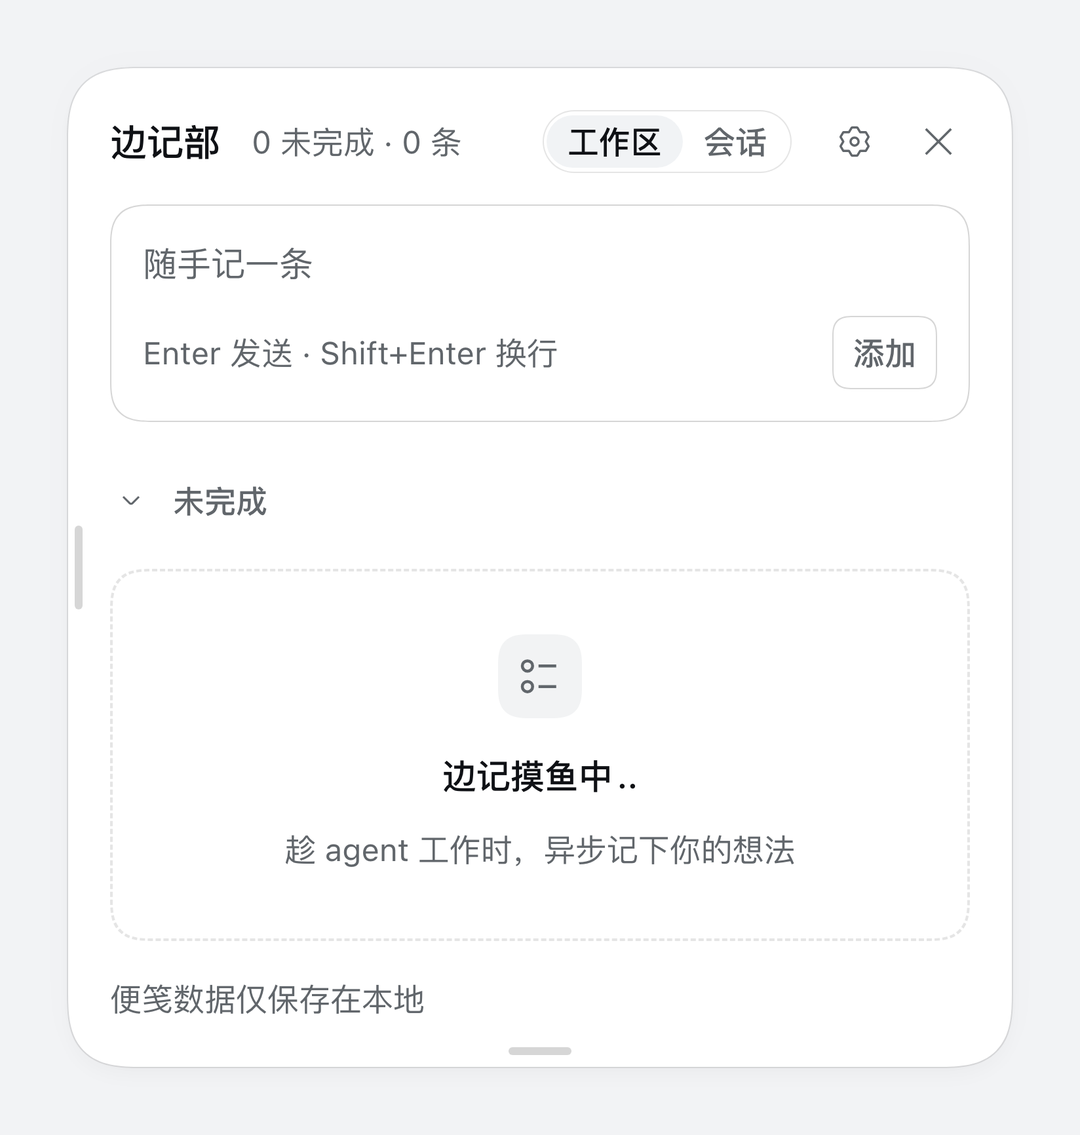 边记部 0 未完成 · 0 条 工作区 会话
随手记一条
Enter 发送 · Shift+Enter 换行 添加
未完成
边记摸鱼中..
趁 agent 工作时，异步记下你的想法
便笺数据仅保存在本地